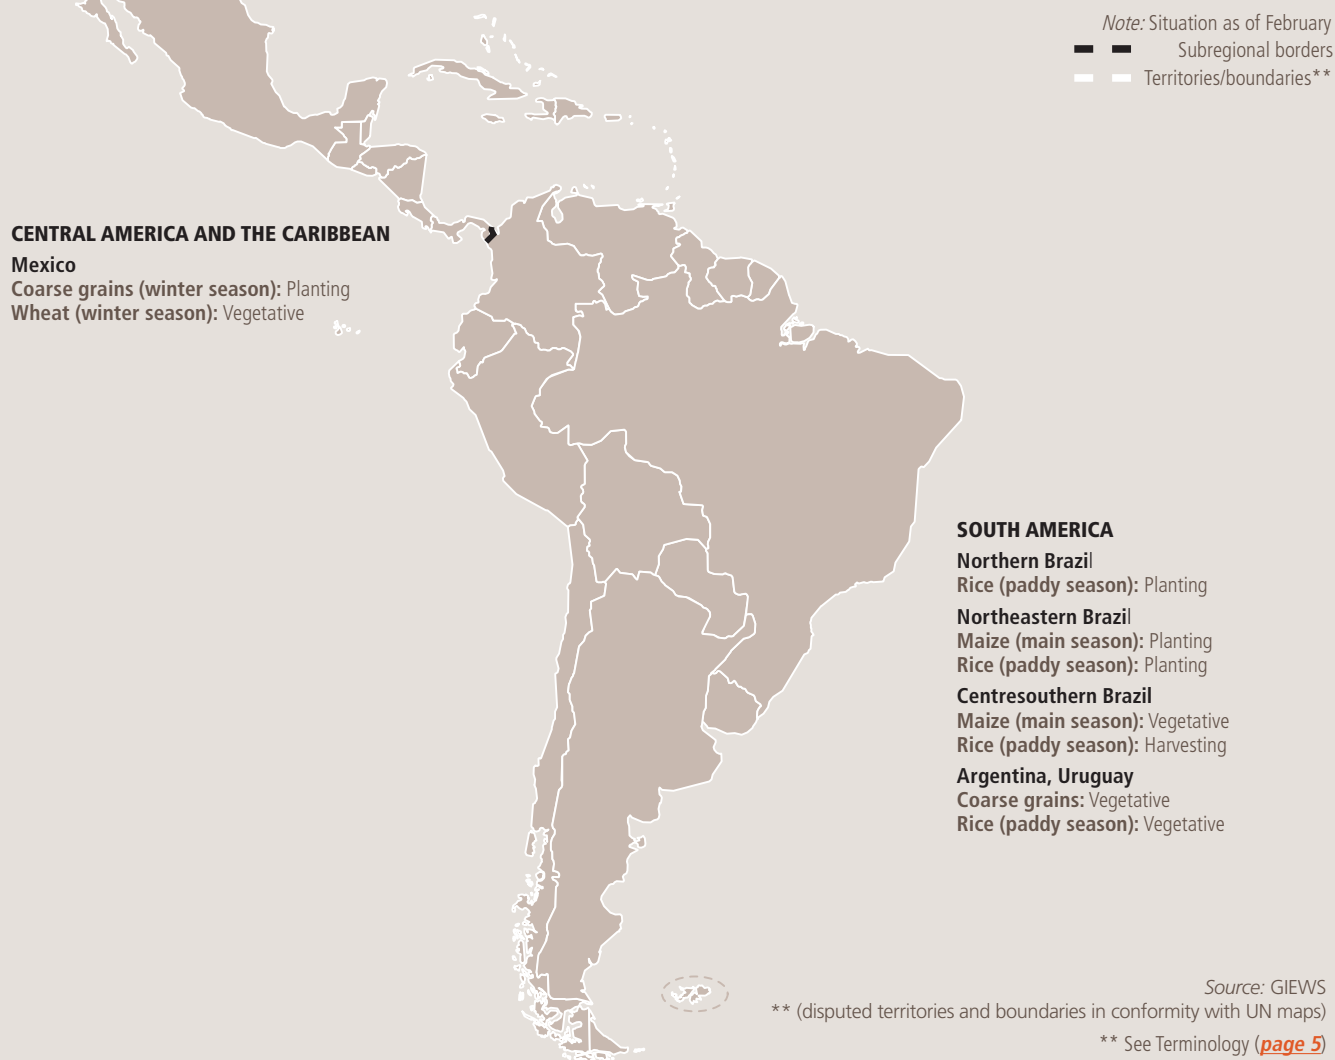 Note: Situation as of February
Subregional borders
Territories/boundaries**
CENTRAL AMERICA AND THE CARIBBEAN
Mexico
Coarse grains (winter season): Planting
Wheat (winter season): Vegetative
SOUTH AMERICA
Northern Brazil
Rice (paddy season): Planting
Northeastern Brazil
Maize (main season): Planting
Rice (paddy season): Planting
Centresouthern Brazil
Maize (main season): Vegetative
Rice (paddy season): Harvesting
Argentina, Uruguay
Coarse grains: Vegetative
Rice (paddy season): Vegetative
Source: GIEWS
** (disputed territories and boundaries in conformity with UN maps)
** See Terminology (page 5)